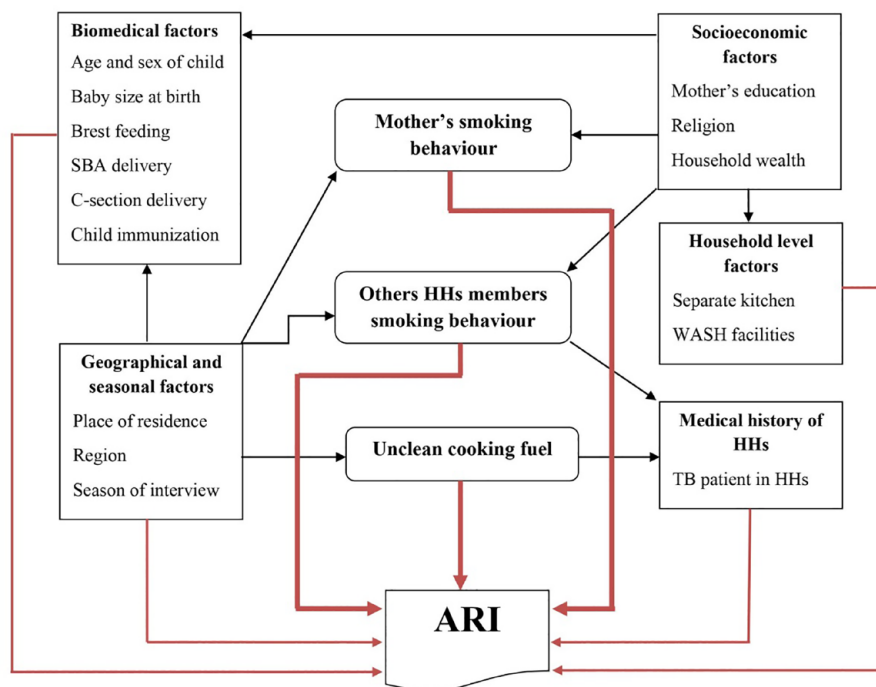 Biomedical factors
Age and sex of child
Baby size at birth
Brest feeding
SBA delivery
C-section delivery
Child immunization
Socioeconomic
factors
Mother's education
Religion
Household wealth
Mother's smoking
behaviour
Household level
factors
Separate kitchen
WASH facilities
Others HHs members
smoking behaviour
Geographical and
seasonal factors
Place of residence
Region
Season of interview
Unclean cooking fuel
Medical history of
HHs
TB patient in HHs
ARI